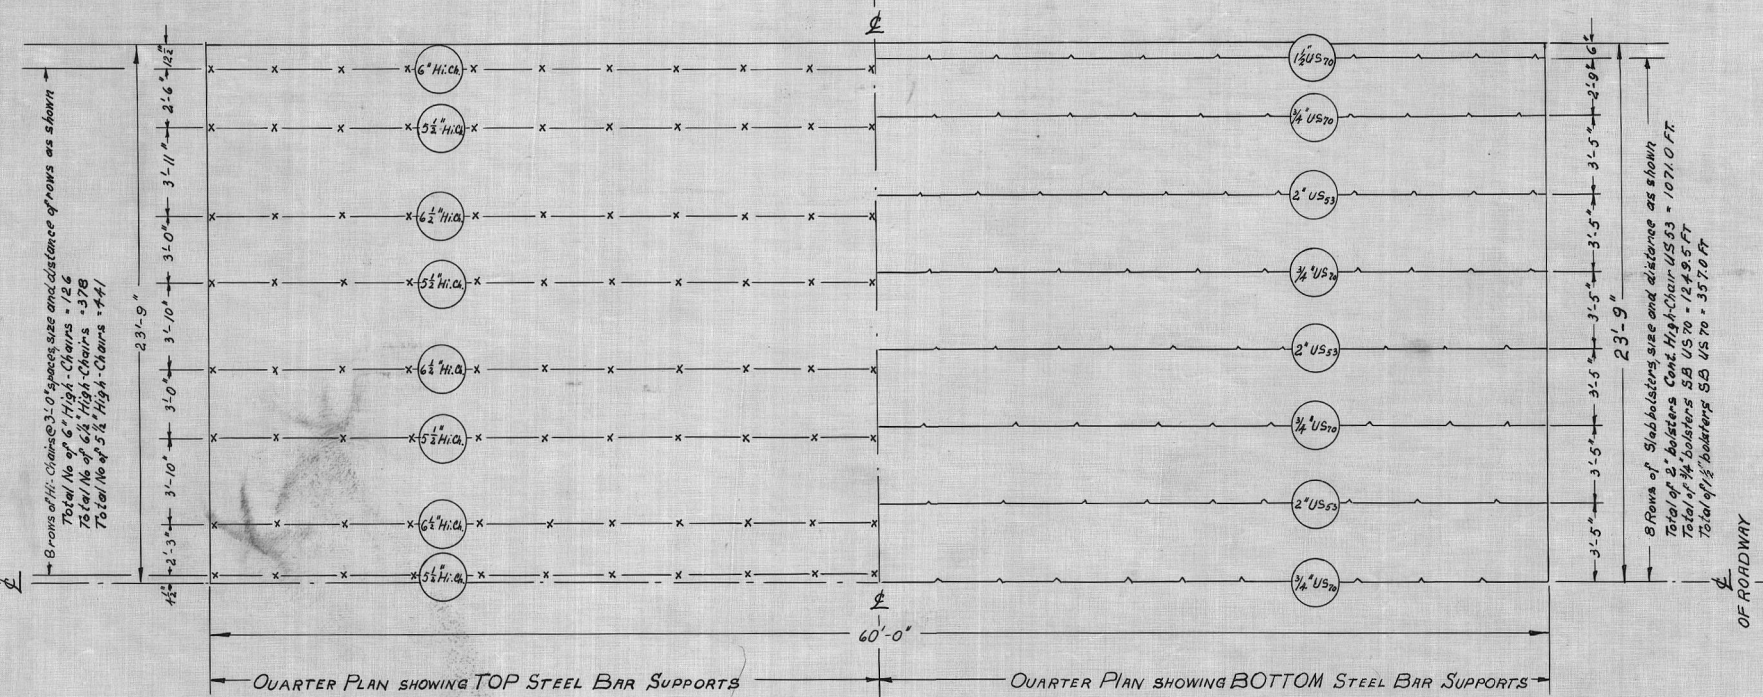 ℄
8 rows of Hi-Chairs @ 3'-0" spaces, size and distance of rows as shown
Total No of 6" High-Chairs = 126
Total No of 6½" High-Chairs = 378
Total No of 5½" High-Chairs = 441
23'-9"
12½"
2'-6"
3'-11"
3'-0"
3'-10"
3'-0"
3'-10"
2'-3"
4½"
6" Hi.Ch.
5½" Hi.Ch.
6½" Hi.Ch.
5½" Hi.Ch.
6½" Hi.Ch.
5½" Hi.Ch.
6½" Hi.Ch.
5½" Hi.Ch.
1½" US70
¾" US70
2" US53
¾" US70
2" US53
¾" US70
2" US53
¾" US70
6"
2'-9"
3'-5"
3'-5"
3'-5"
3'-5"
3'-5"
3'-5"
23'-9"
8 Rows of Slab bolsters, size and distance as shown
Total of 2" bolsters Cont. High-Chair US53 = 1071.0 FT.
Total of ¾" bolsters SB US70 = 1249.5 FT
Total of 1½" bolsters SB US70 = 357.0 FT
℄
℄
℄
OF ROADWAY
60'-0"
QUARTER PLAN SHOWING TOP STEEL BAR SUPPORTS
QUARTER PLAN SHOWING BOTTOM STEEL BAR SUPPORTS